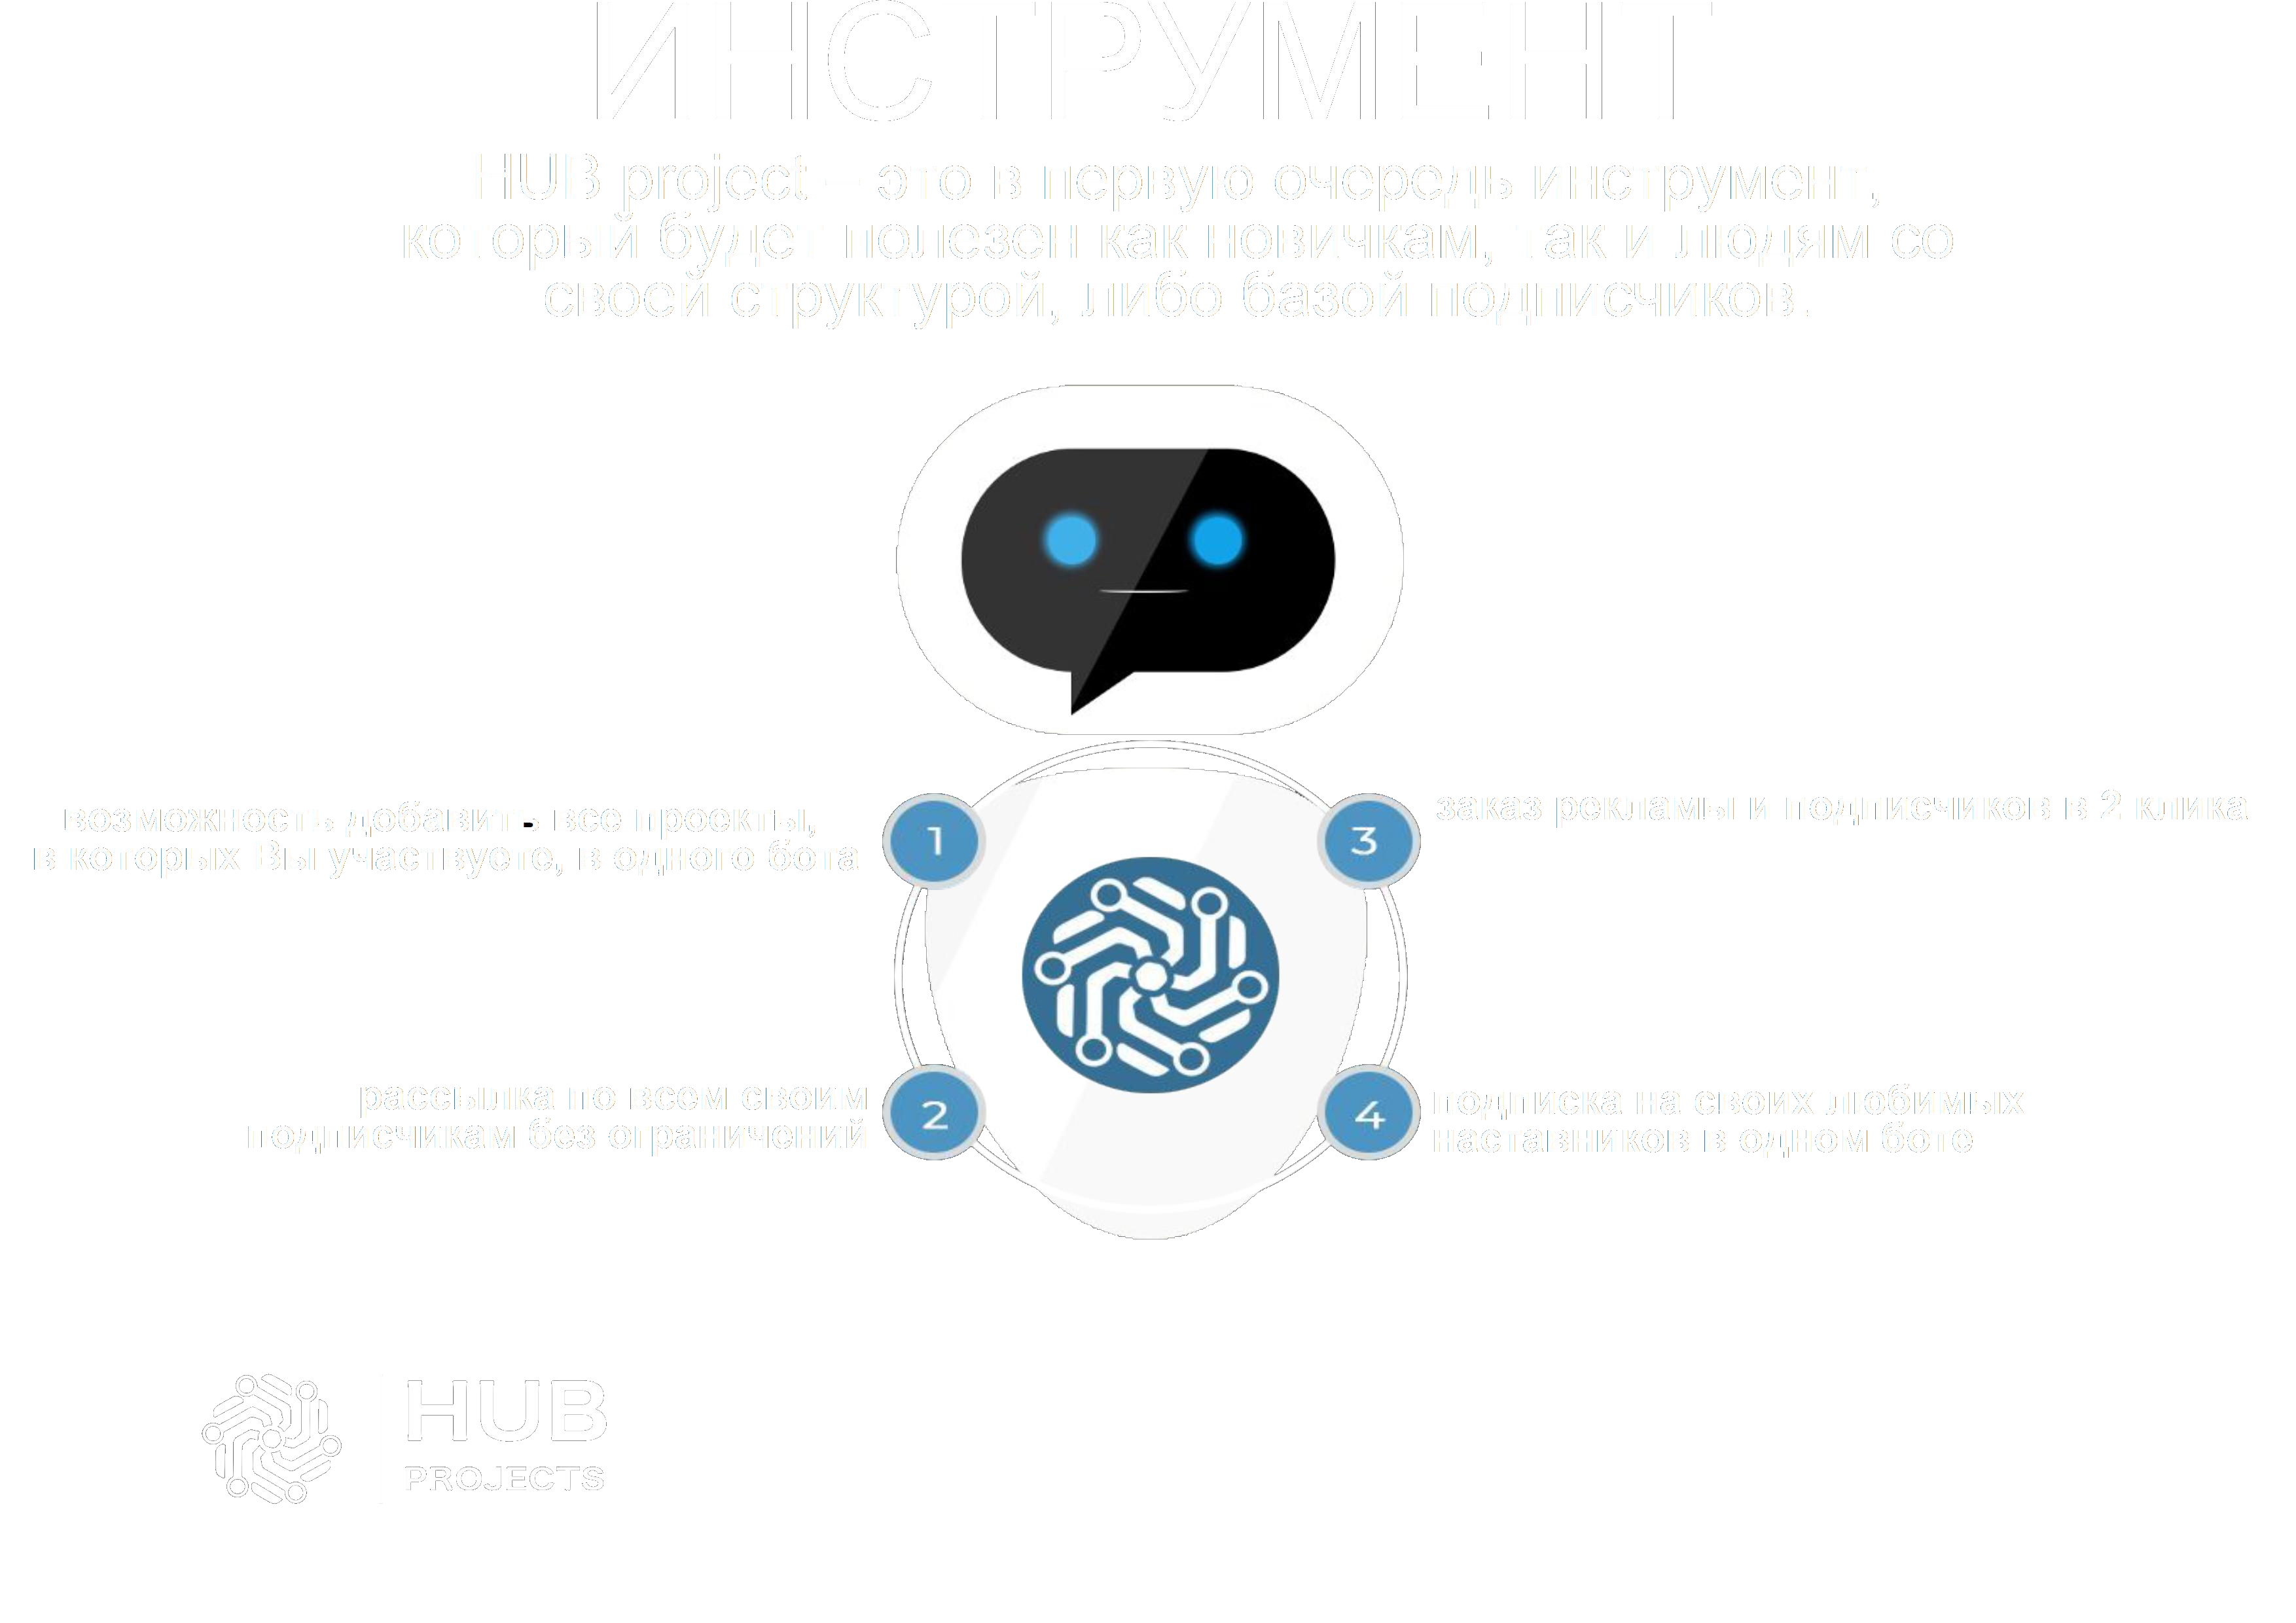 ИНСТРУМЕНТ
HUB project – это в первую очередь инструмент,
который будет полезен как новичкам, так и людям со
своей структурой, либо базой подписчиков.
возможность добавить все проекты,
в которых Вы участвуете, в одного бота
1
3
заказ рекламы и подписчиков в 2 клика
рассылка по всем своим
подписчикам без ограничений
2
4
подписка на своих любимых
наставников в одном боте
HUB
PROJECTS